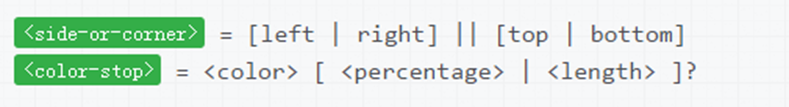 <side-or-corner> = [left | right] || [top | bottom]
<color-stop> = <color> [ <percentage> | <length> ]?